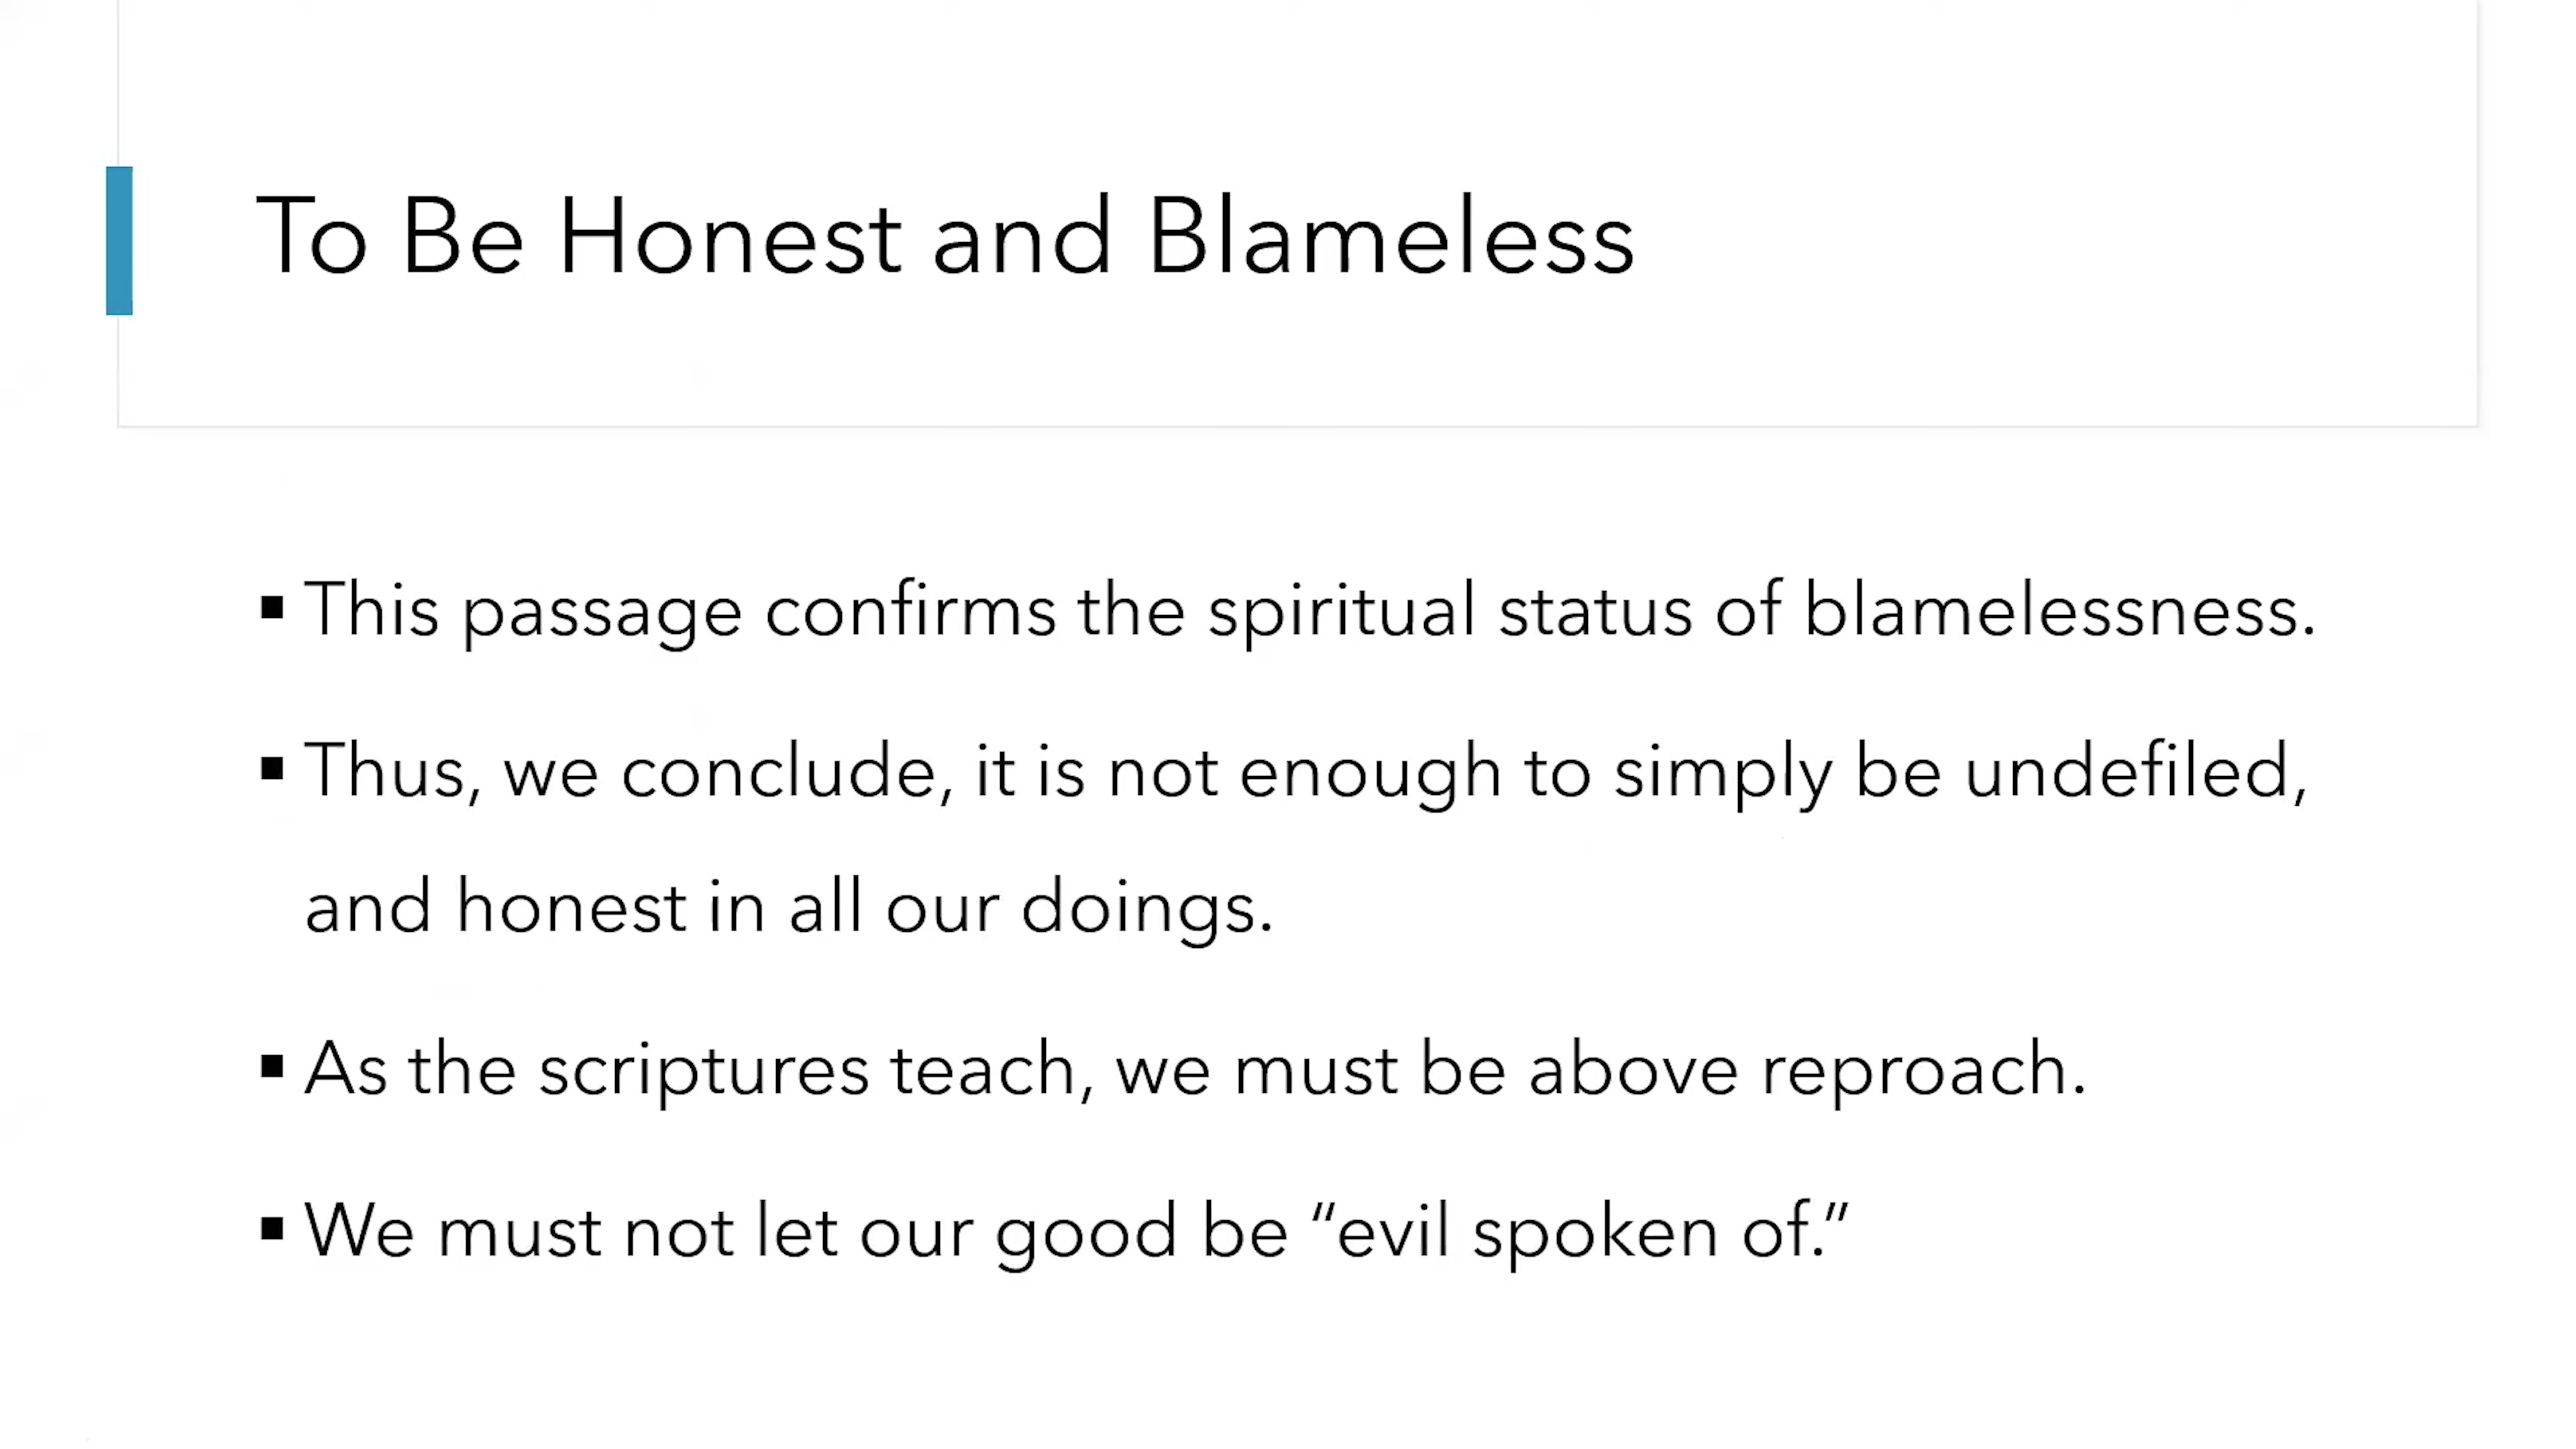 To Be Honest and Blameless
▪ This passage confirms the spiritual status of blamelessness.
▪ Thus, we conclude, it is not enough to simply be undefiled,
and honest in all our doings.
▪ As the scriptures teach, we must be above reproach.
▪ We must not let our good be “evil spoken of.”